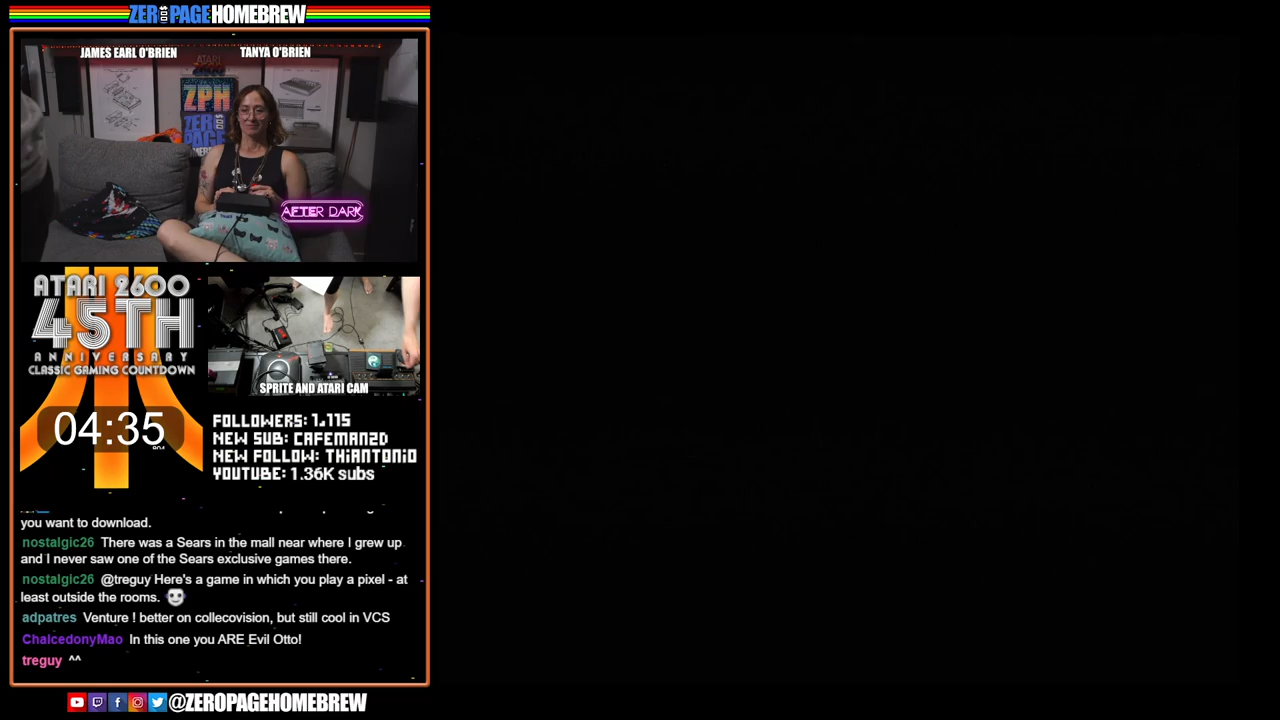 ZEROPAGEHOMEBREW
JAMES EARL O'BRIEN
TANYA O'BRIEN
ATARI
ZPH
ZERO
PAGE
AFTER DARK
ATARI 2600
45TH
ANNIVERSARY
CLASSIC GAMING COUNTDOWN
04:35
SPRITE AND ATARI CAM
FOLLOWERS: 1,115
NEW SUB: CAFEMAN2D
NEW FOLLOW: THIANTONIO
YOUTUBE: 1.36K subs
you want to download.
nostalgic26 There was a Sears in the mall near where I grew up
and I never saw one of the Sears exclusive games there.
nostalgic26 @treguy Here's a game in which you play a pixel - at
least outside the rooms.
adpatres Venture ! better on collecovision, but still cool in VCS
ChalcedonyMao In this one you ARE Evil Otto!
treguy ^^
@ZEROPAGEHOMEBREW